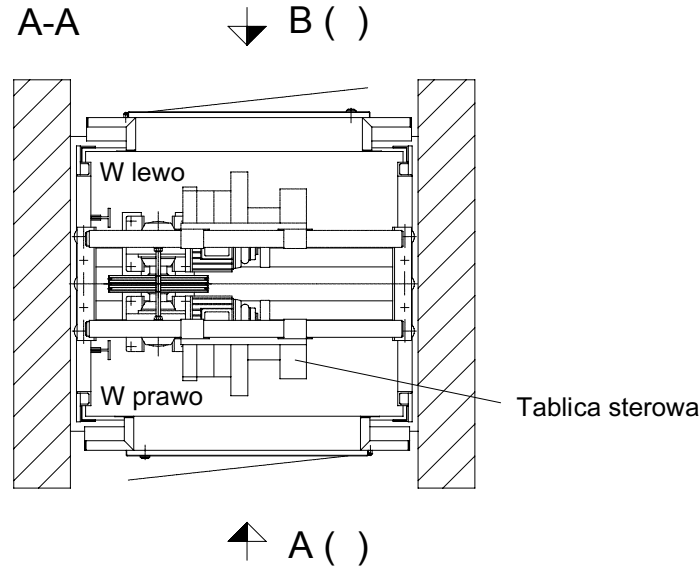 A-A
B ( )
W lewo
W prawo
Tablica sterowa
A ( )